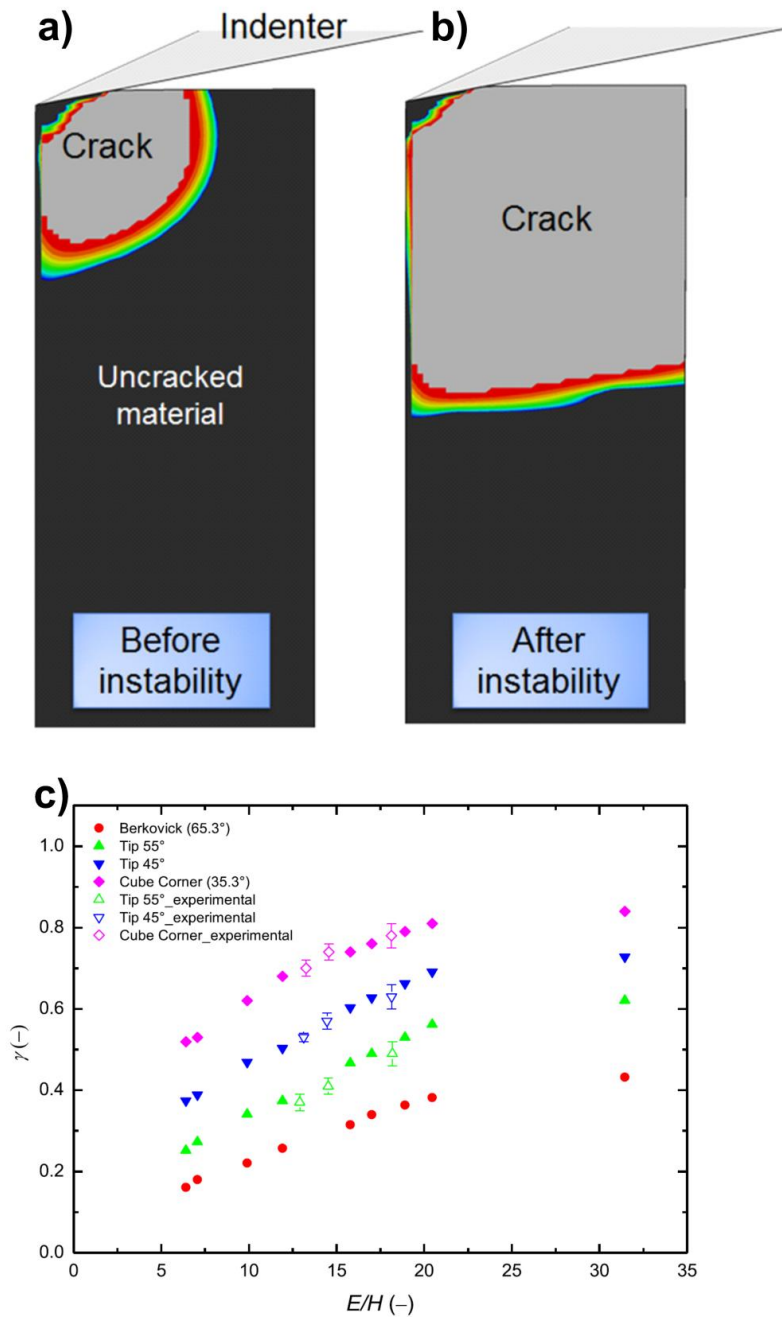 a)
Indenter
b)
Crack
Crack
Uncracked
material
Before
instability
After
instability
c)
Berkovick (65.3°)
Tip 55°
Tip 45°
Cube Corner (35.3°)
Tip 55°_experimental
Tip 45°_experimental
Cube Corner_experimental
1.0
0.8
0.6
0.4
0.2
0.0
γ(–)
0
5
10
15
20
25
30
35
E/H (–)